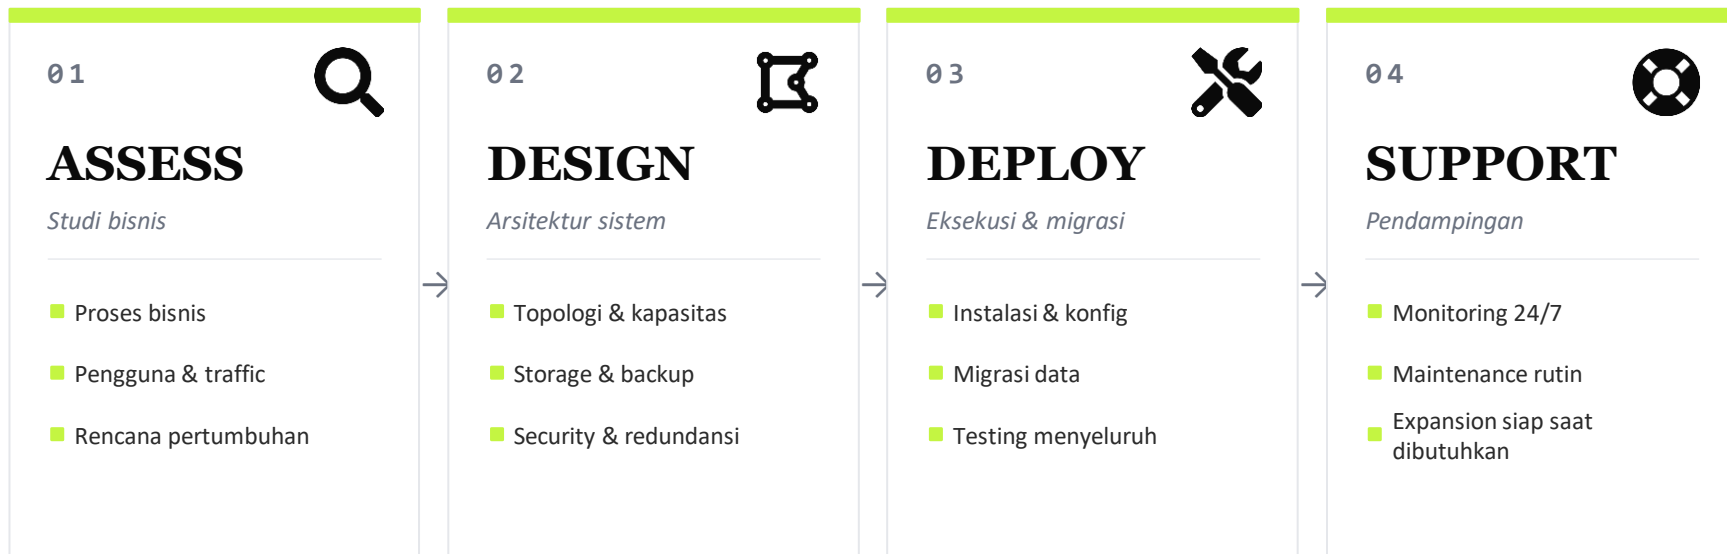 01
ASSESS
Studi bisnis
Proses bisnis
Pengguna & traffic
Rencana pertumbuhan
02
DESIGN
Arsitektur sistem
Topologi & kapasitas
Storage & backup
Security & redundansi
03
DEPLOY
Eksekusi & migrasi
Instalasi & konfig
Migrasi data
Testing menyeluruh
04
SUPPORT
Pendampingan
Monitoring 24/7
Maintenance rutin
Expansion siap saat
dibutuhkan